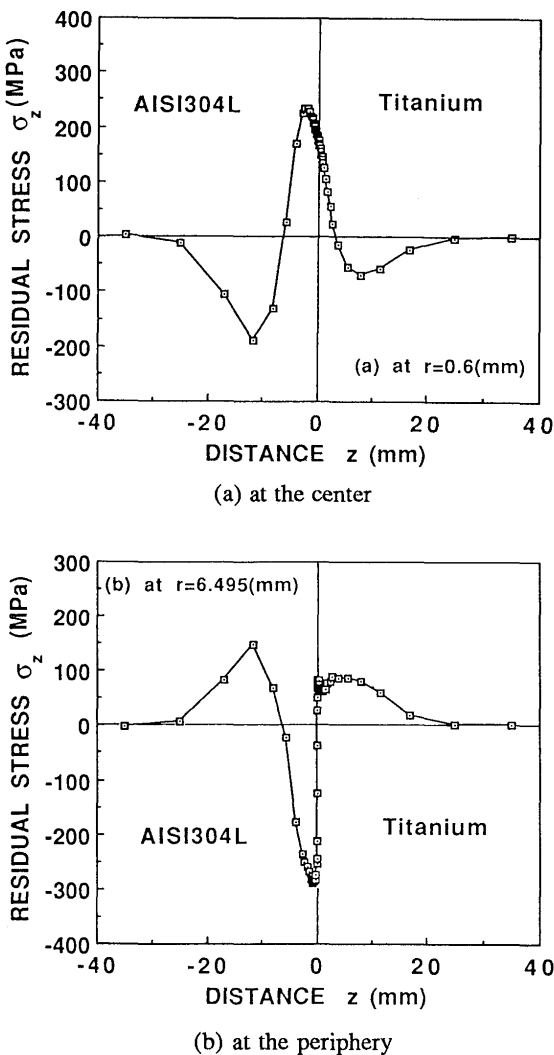 RESIDUAL STRESS σz (MPa)
400
300
200
100
0
-100
-200
-300
AISI304L
Titanium
(a) at r=0.6(mm)
-40
-20
0
20
40
DISTANCE z (mm)
(a) at the center
RESIDUAL STRESS σz (MPa)
300
200
100
0
-100
-200
-300
-400
(b) at r=6.495(mm)
AISI304L
Titanium
-40
-20
0
20
40
DISTANCE z (mm)
(b) at the periphery